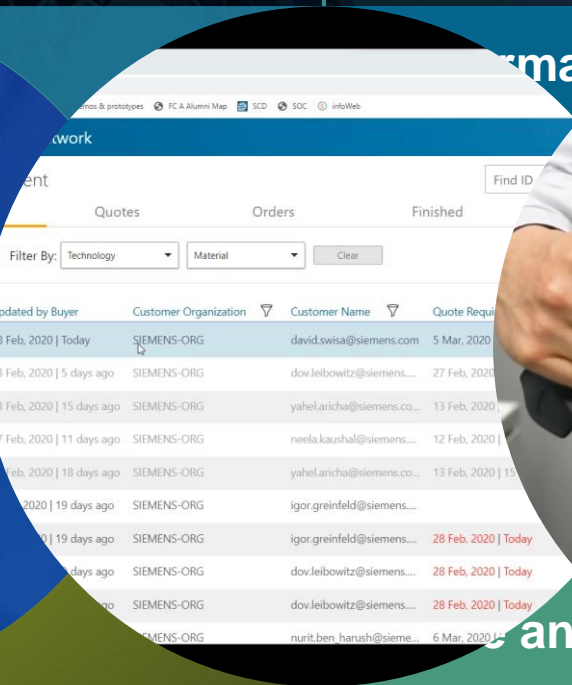 rma
emos & prototypes FC A Alumni Map SCD SOC infoWeb
twork
ent Find ID
Quotes Orders Finished
Filter By: Technology Material Clear
pdated by Buyer Customer Organization Customer Name Quote Requi
Feb, 2020 | Today SIEMENS-ORG david.swisa@siemens.com 5 Mar, 2020
Feb, 2020 | 5 days ago SIEMENS-ORG dov.leibowitz@siemens.... 27 Feb, 2020
Feb, 2020 | 15 days ago SIEMENS-ORG yahel.aricha@siemens.co... 13 Feb, 2020
Feb, 2020 | 11 days ago SIEMENS-ORG neela.kaushal@siemens.... 12 Feb, 2020 |
Feb, 2020 | 18 days ago SIEMENS-ORG yahel.aricha@siemens.co... 13 Feb, 2020 | 15
2020 | 19 days ago SIEMENS-ORG igor.greinfeld@siemens....
| 19 days ago SIEMENS-ORG igor.greinfeld@siemens.... 28 Feb, 2020 | Today
days ago SIEMENS-ORG dov.leibowitz@siemens.... 28 Feb, 2020 | Today
ago SIEMENS-ORG dov.leibowitz@siemens.... 28 Feb, 2020 | Today
EMENS-ORG nurit.ben_harush@sieme... 6 Mar, 2020 |
an